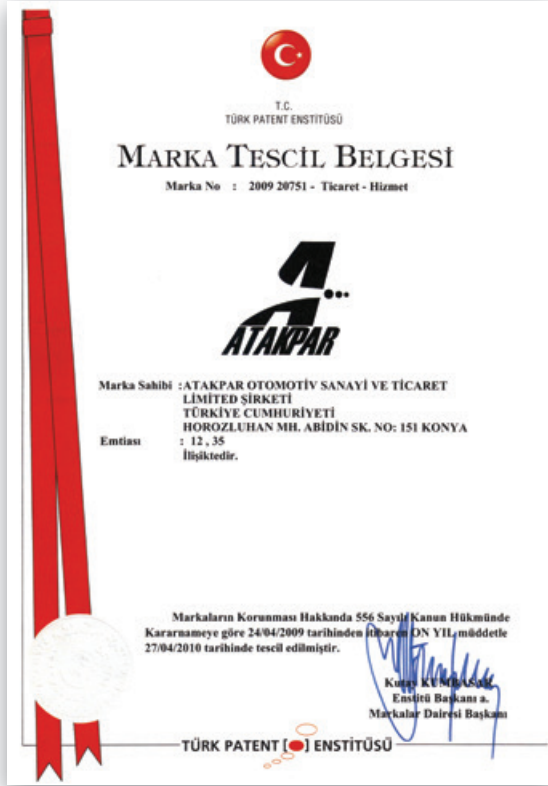 T.C.
TÜRK PATENT ENSTİTÜSÜ
MARKA TESCİL BELGESİ
Marka No : 2009 20751 - Ticaret - Hizmet
ATAKPAR
Marka Sahibi :ATAKPAR OTOMOTİV SANAYİ VE TİCARET
LİMİTED ŞİRKETİ
TÜRKİYE CUMHURİYETİ
HOROZLUHAN MH. ABİDİN SK. NO: 151 KONYA
Emtiası : 12 , 35
İlişiktedir.
Markaların Korunması Hakkında 556 Sayılı Kanun Hükmünde
Kararnameye göre 24/04/2009 tarihinden itibaren ON YIL müddetle
27/04/2010 tarihinde tescil edilmiştir.
Kutay KUMBASAR
Enstitü Başkanı a.
Markalar Dairesi Başkanı
TÜRK PATENT [ ] ENSTİTÜSÜ